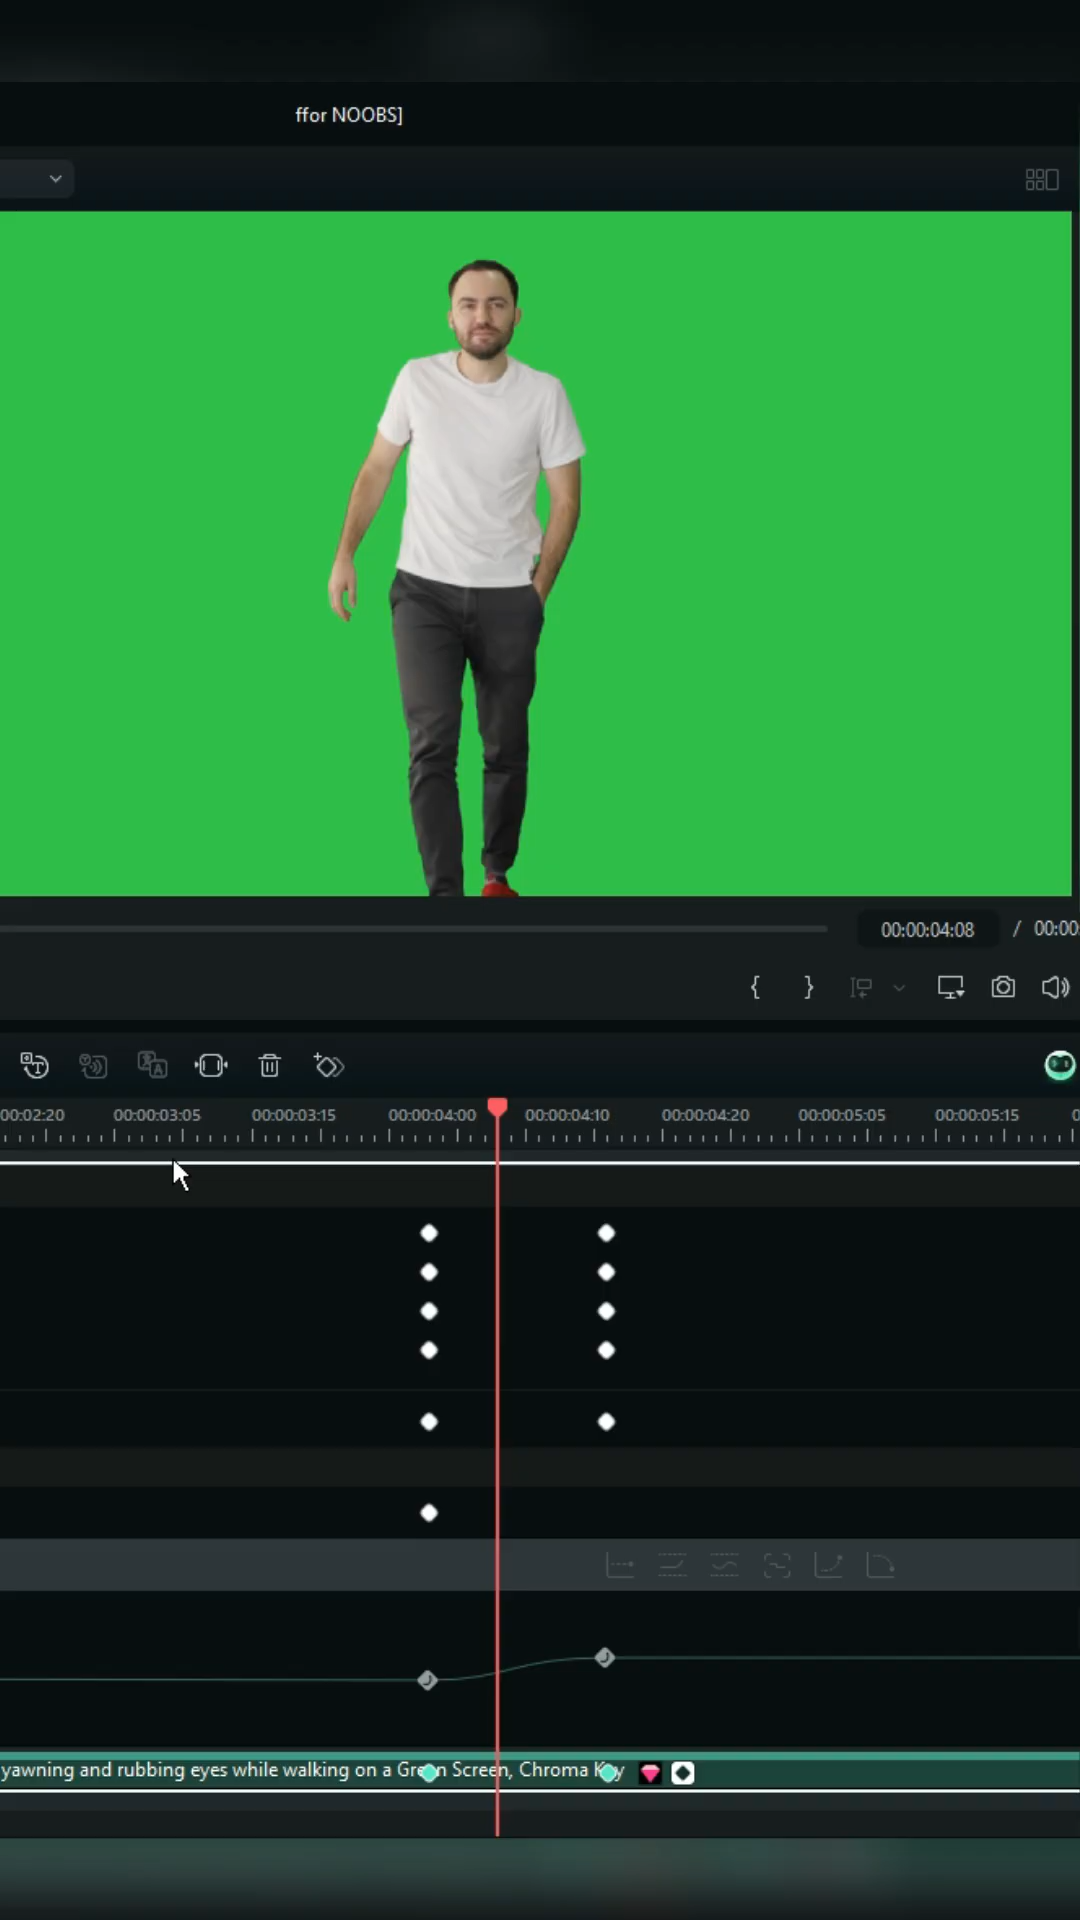 ffor NOOBS]
00:00:04:08 / 00:00:
00:02:20 00:00:03:05 00:00:03:15 00:00:04:00 00:00:04:10 00:00:04:20 00:00:05:05 00:00:05:15 0
yawning and rubbing eyes while walking on a Green Screen, Chroma Key